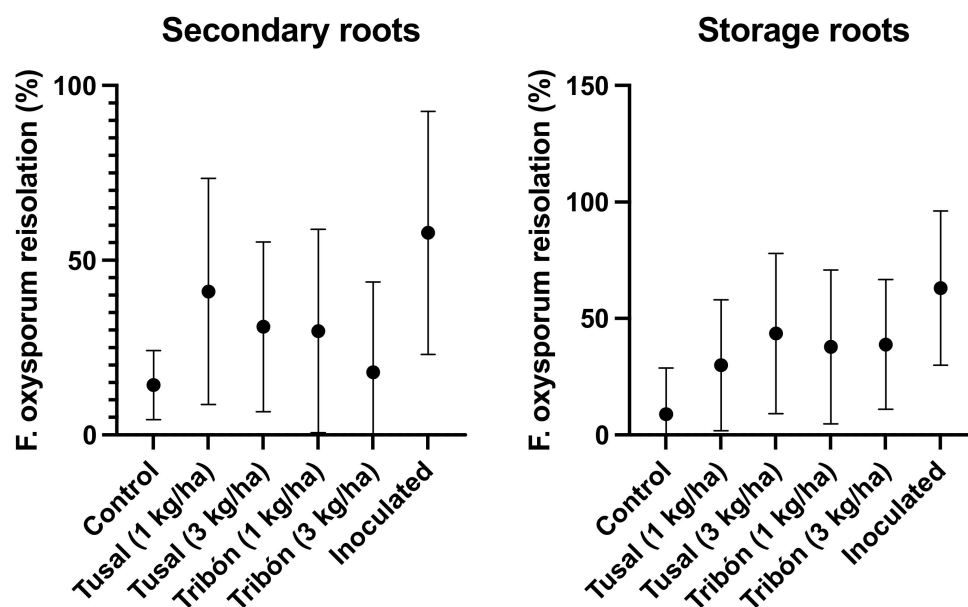 Secondary roots
F. oxysporum reisolation (%)
100
50
0
Control
Tusal (1 kg/ha)
Tusal (3 kg/ha)
Tribón (1 kg/ha)
Tribón (3 kg/ha)
Inoculated
Storage roots
F. oxysporum reisolation (%)
150
100
50
0
Control
Tusal (1 kg/ha)
Tusal (3 kg/ha)
Tribón (1 kg/ha)
Tribón (3 kg/ha)
Inoculated